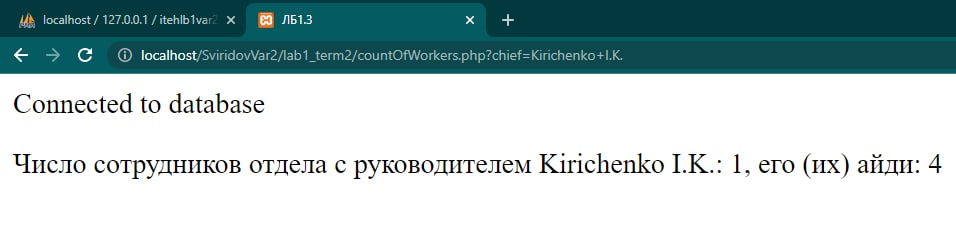 localhost / 127.0.0.1 / itehlb1var2
ЛБ1.3
localhost/SviridovVar2/lab1_term2/countOfWorkers.php?chief=Kirichenko+I.K.
Connected to database
Число сотрудников отдела с руководителем Kirichenko I.K.: 1, его (их) айди: 4